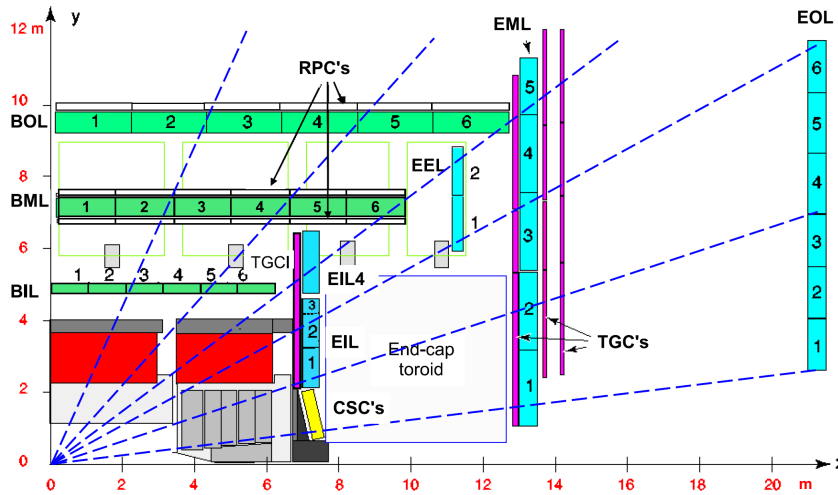 y
12 m
EML
EOL
RPC's
10
BOL
1 2 3 4 5 6
8
EEL
2
1
BML
1 2 3 4 5 6
6
TGCI
EIL4
BIL
1 2 3 4 5 6
4
3
2
1
EIL
End-cap
toroid
TGC's
2
CSC's
5
4
3
2
1
6
5
4
3
2
1
0
0 2 4 6 8 10 12 14 16 18 20 m
z